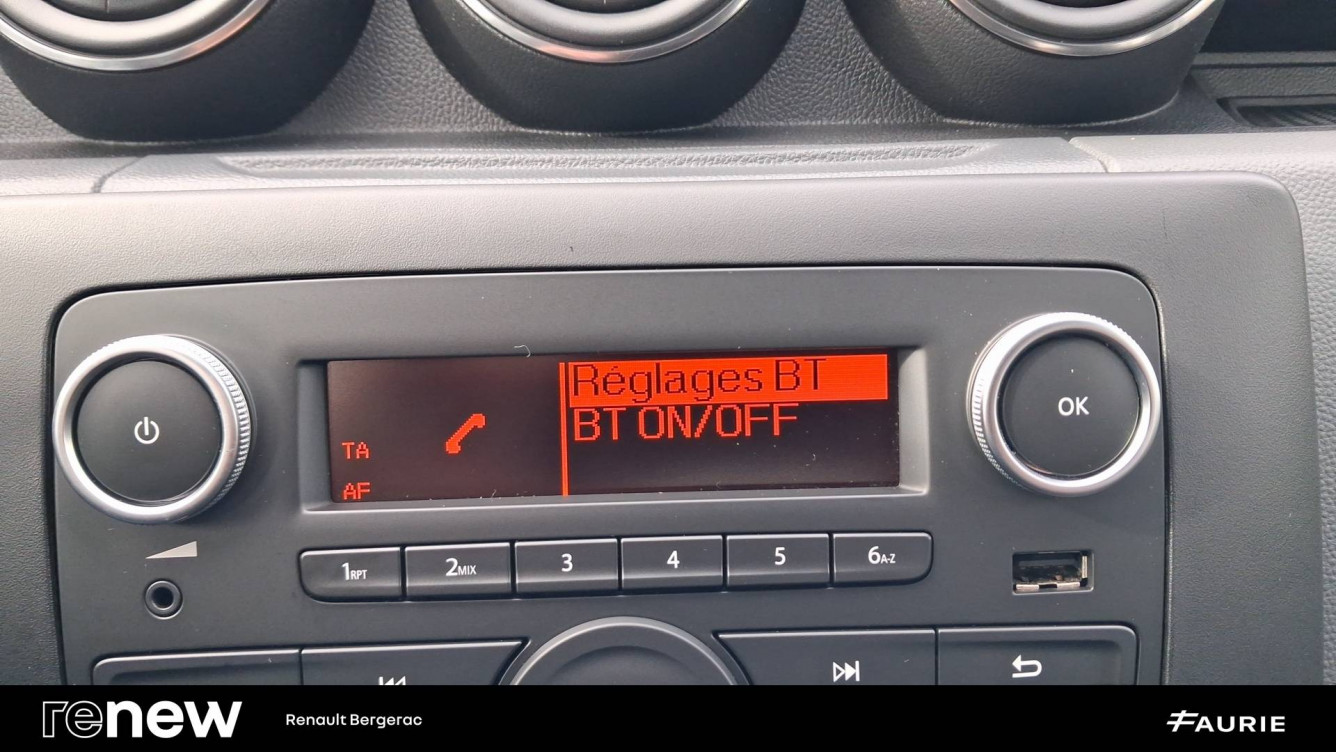 Réglages BT
BT ON/OFF
TA
AF
OK
1RPT
2MIX
3
4
5
6A-Z
renew
Renault Bergerac
FAURIE